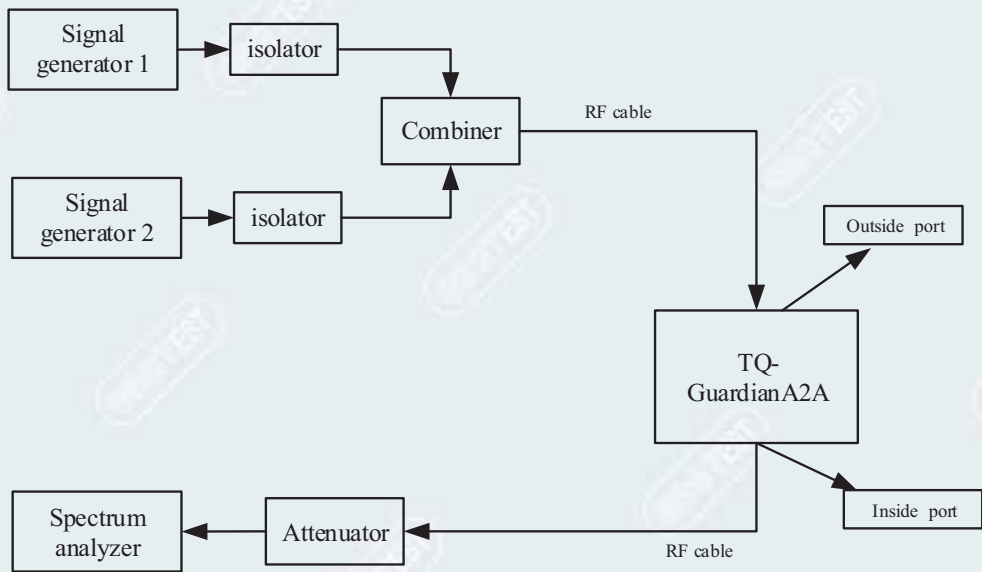 Signal
generator 1
isolator
Combiner
RF cable
Signal
generator 2
isolator
Outside port
TQ-
GuardianA2A
Inside port
Spectrum
analyzer
Attenuator
RF cable